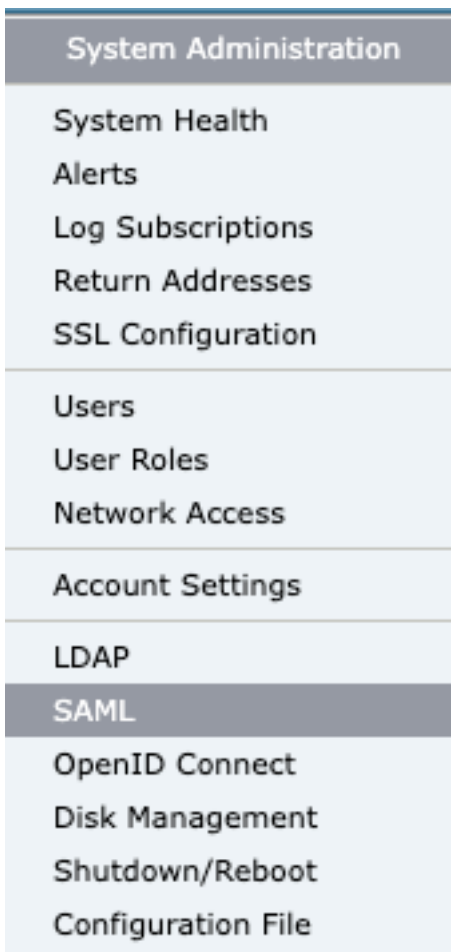 System Administration
System Health
Alerts
Log Subscriptions
Return Addresses
SSL Configuration
Users
User Roles
Network Access
Account Settings
LDAP
SAML
OpenID Connect
Disk Management
Shutdown/Reboot
Configuration File